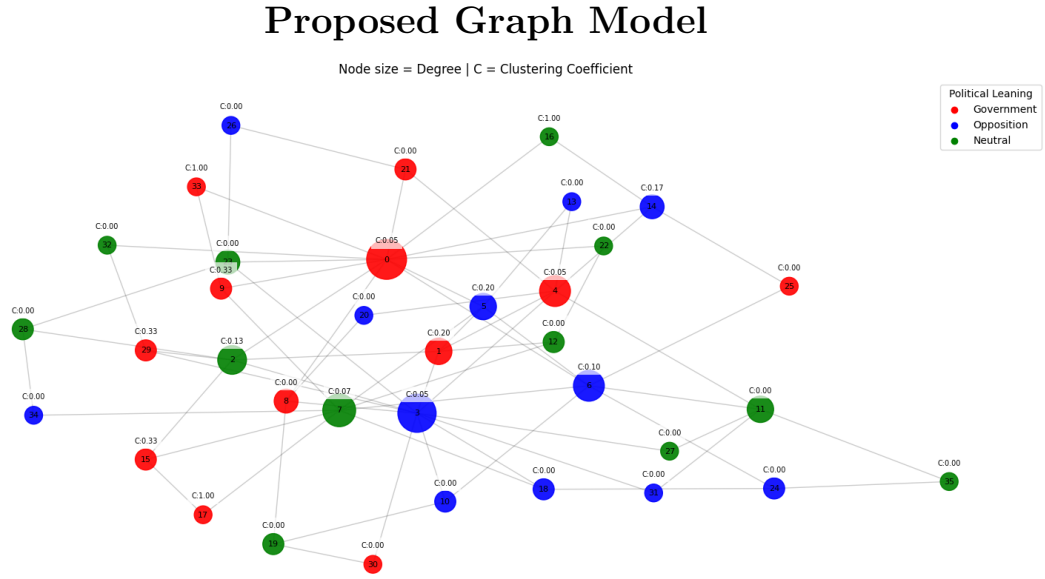 Proposed Graph Model
Node size = Degree | C = Clustering Coefficient
Political Leaning
Government
Opposition
Neutral
C:0.00
26
C:1.00
16
C:0.00
21
C:1.00
33
C:0.00
13
C:0.17
14
C:0.00
32
C:0.00
C:0.05
0
C:0.00
22
C:0.33
9
C:0.05
4
C:0.00
25
C:0.20
5
C:0.00
20
C:0.00
28
C:0.33
29
C:0.13
2
C:0.20
1
C:0.00
12
C:0.10
6
C:0.00
8
C:0.07
7
C:0.05
3
C:0.00
11
C:0.00
34
C:0.33
15
C:0.00
27
C:0.00
18
C:0.00
31
C:0.00
24
C:0.00
35
C:0.00
10
C:1.00
17
C:0.00
19
C:0.00
30